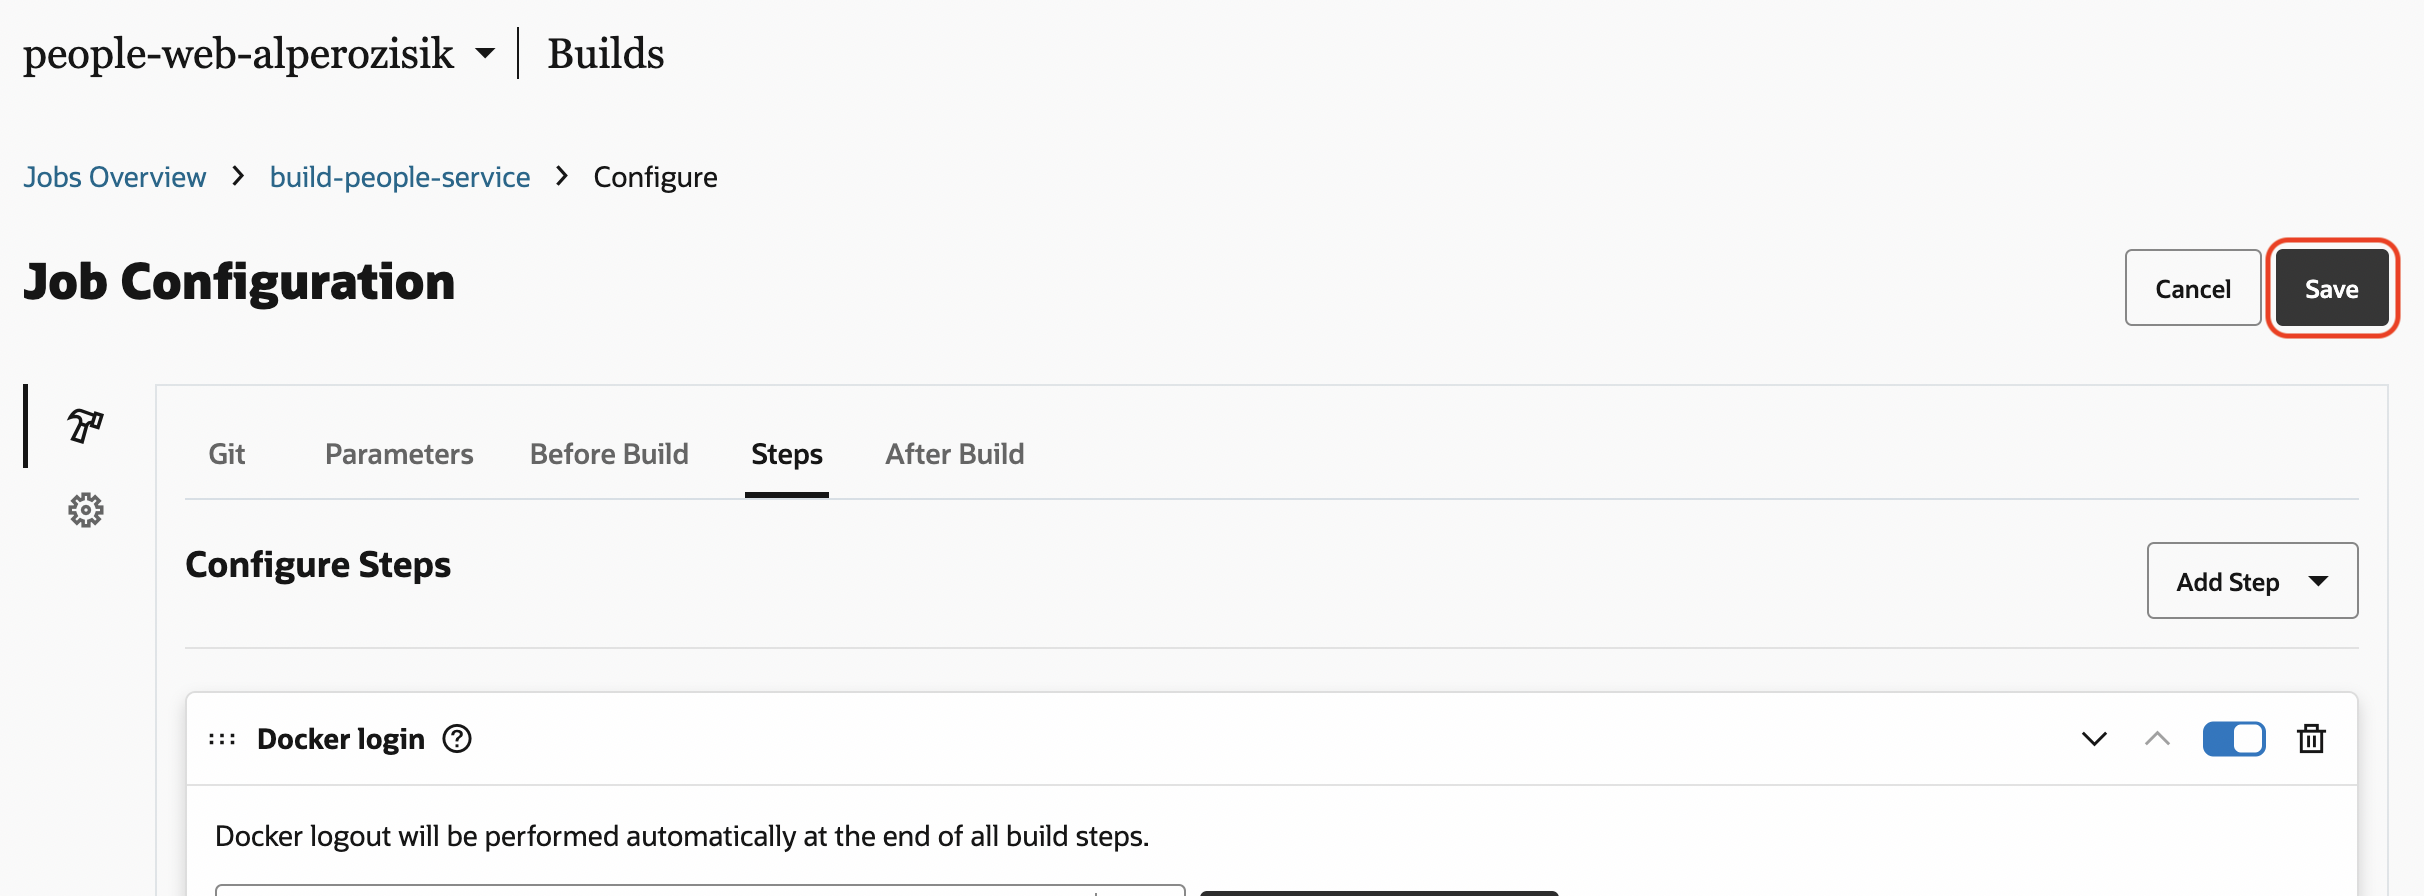 people-web-alperozisik Builds
Jobs Overview build-people-service Configure
Job Configuration
Cancel Save
Git Parameters Before Build Steps After Build
Configure Steps
Add Step
Docker login ?
Docker logout will be performed automatically at the end of all build steps.